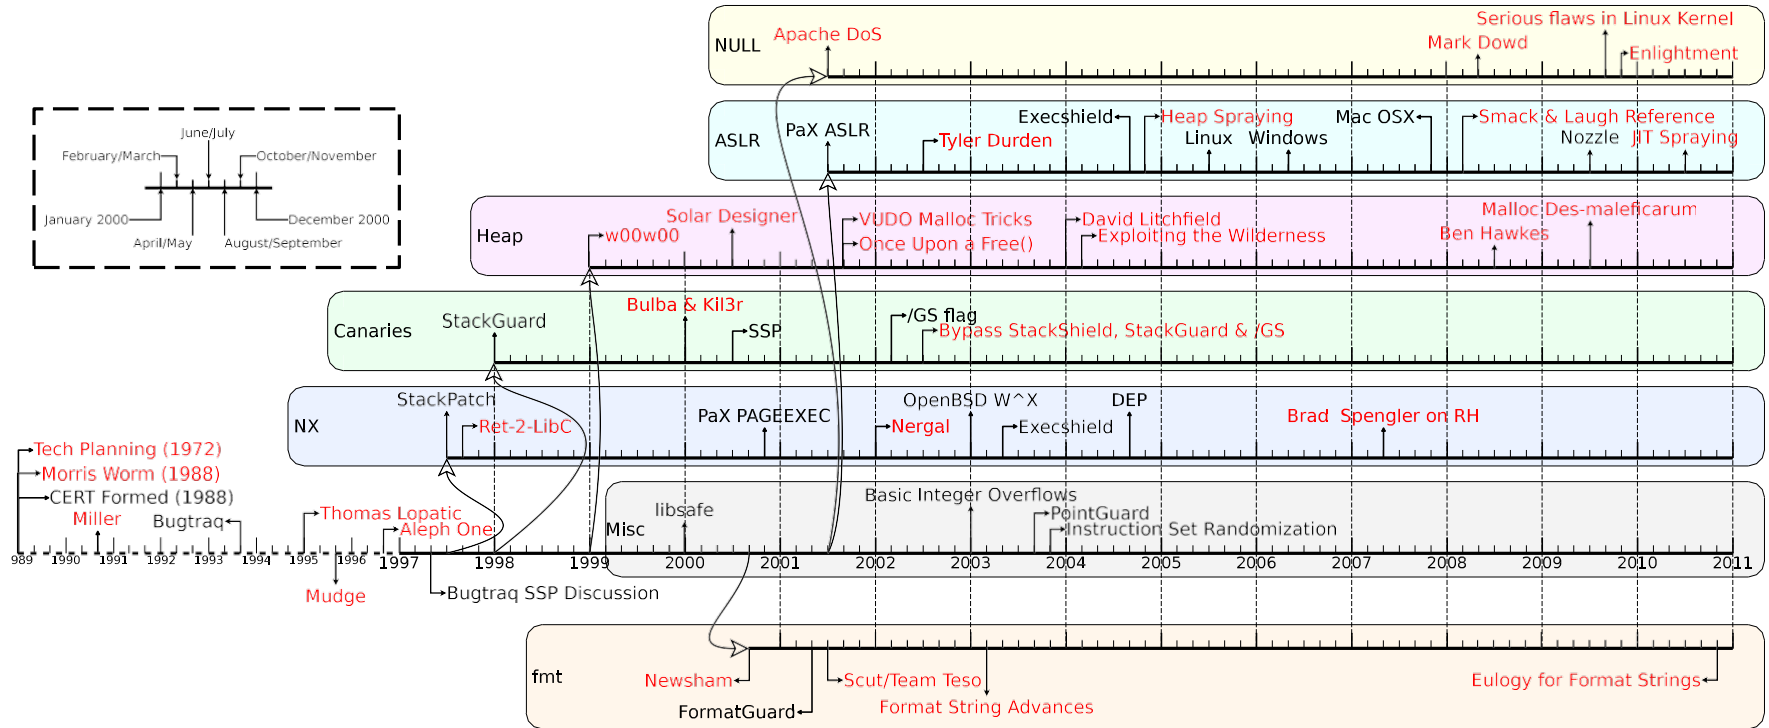 Serious flaws in Linux Kernel
Apache DoS
Mark Dowd
NULL
Enlightment
June/July
February/March
October/November
January 2000
December 2000
April/May
August/September
Execshield
Heap Spraying
Mac OSX
Smack & Laugh Reference
PaX ASLR
ASLR
Tyler Durden
Linux
Windows
Nozzle
JIT Spraying
Solar Designer
VUDO Malloc Tricks
David Litchfield
Malloc Des-maleficarum
Heap
w00w00
Once Upon a Free()
Exploiting the Wilderness
Ben Hawkes
Bulba & Kil3r
StackGuard
/GS flag
Canaries
SSP
Bypass StackShield, StackGuard & /GS
StackPatch
OpenBSD W^X
DEP
PaX PAGEEXEC
Brad Spengler on RH
NX
Ret-2-LibC
Nergal
Execshield
Tech Planning (1972)
Morris Worm (1988)
CERT Formed (1988)
Basic Integer Overflows
Miller
Bugtraq
Thomas Lopatic
libsafe
PointGuard
Aleph One
Misc
Instruction Set Randomization
989 1990 1991 1992 1993 1994 1995 1996 1997 1998 1999 2000 2001 2002 2003 2004 2005 2006 2007 2008 2009 2010 2011
Mudge
Bugtraq SSP Discussion
fmt
Newsham
Scut/Team Teso
Eulogy for Format Strings
FormatGuard
Format String Advances